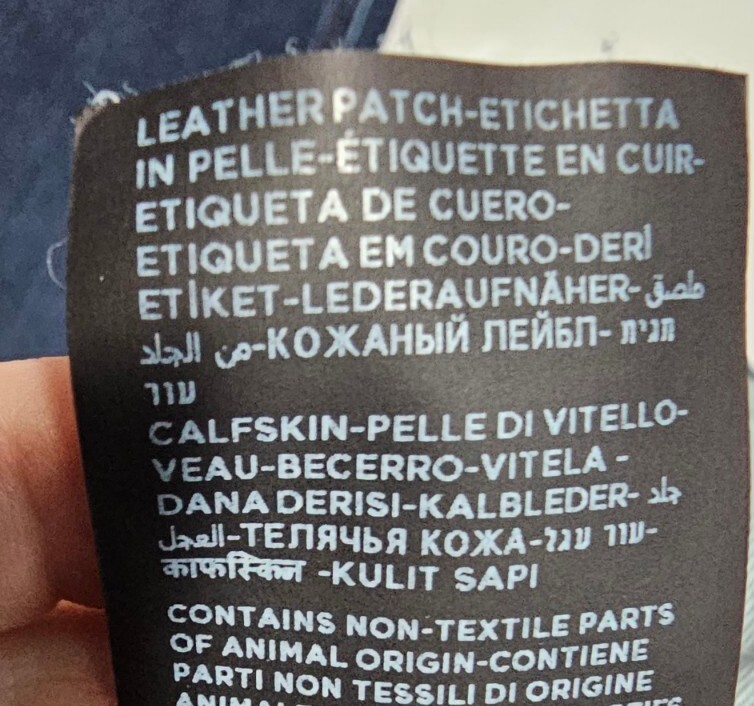 LEATHER PATCH-ETICHETTA
IN PELLE-ÉTIQUETTE EN CUIR-
ETIQUETA DE CUERO-
ETIQUETA EM COURO-DERİ
ETİKET-LEDERAUFNÄHER- ملصق
من الجلد-КОЖАНЫЙ ЛЕЙБЛ- תגית
עור
CALFSKIN-PELLE DI VITELLO-
VEAU-BECERRO-VITELA -
DANA DERISI-KALBLEDER- جلد
العجل-ТЕЛЯЧЬЯ КОЖА-עור עגל עור-
काफस्किन -KULIT SAPI
CONTAINS NON-TEXTILE PARTS
OF ANIMAL ORIGIN-CONTIENE
PARTI NON TESSILI DI ORIGINE